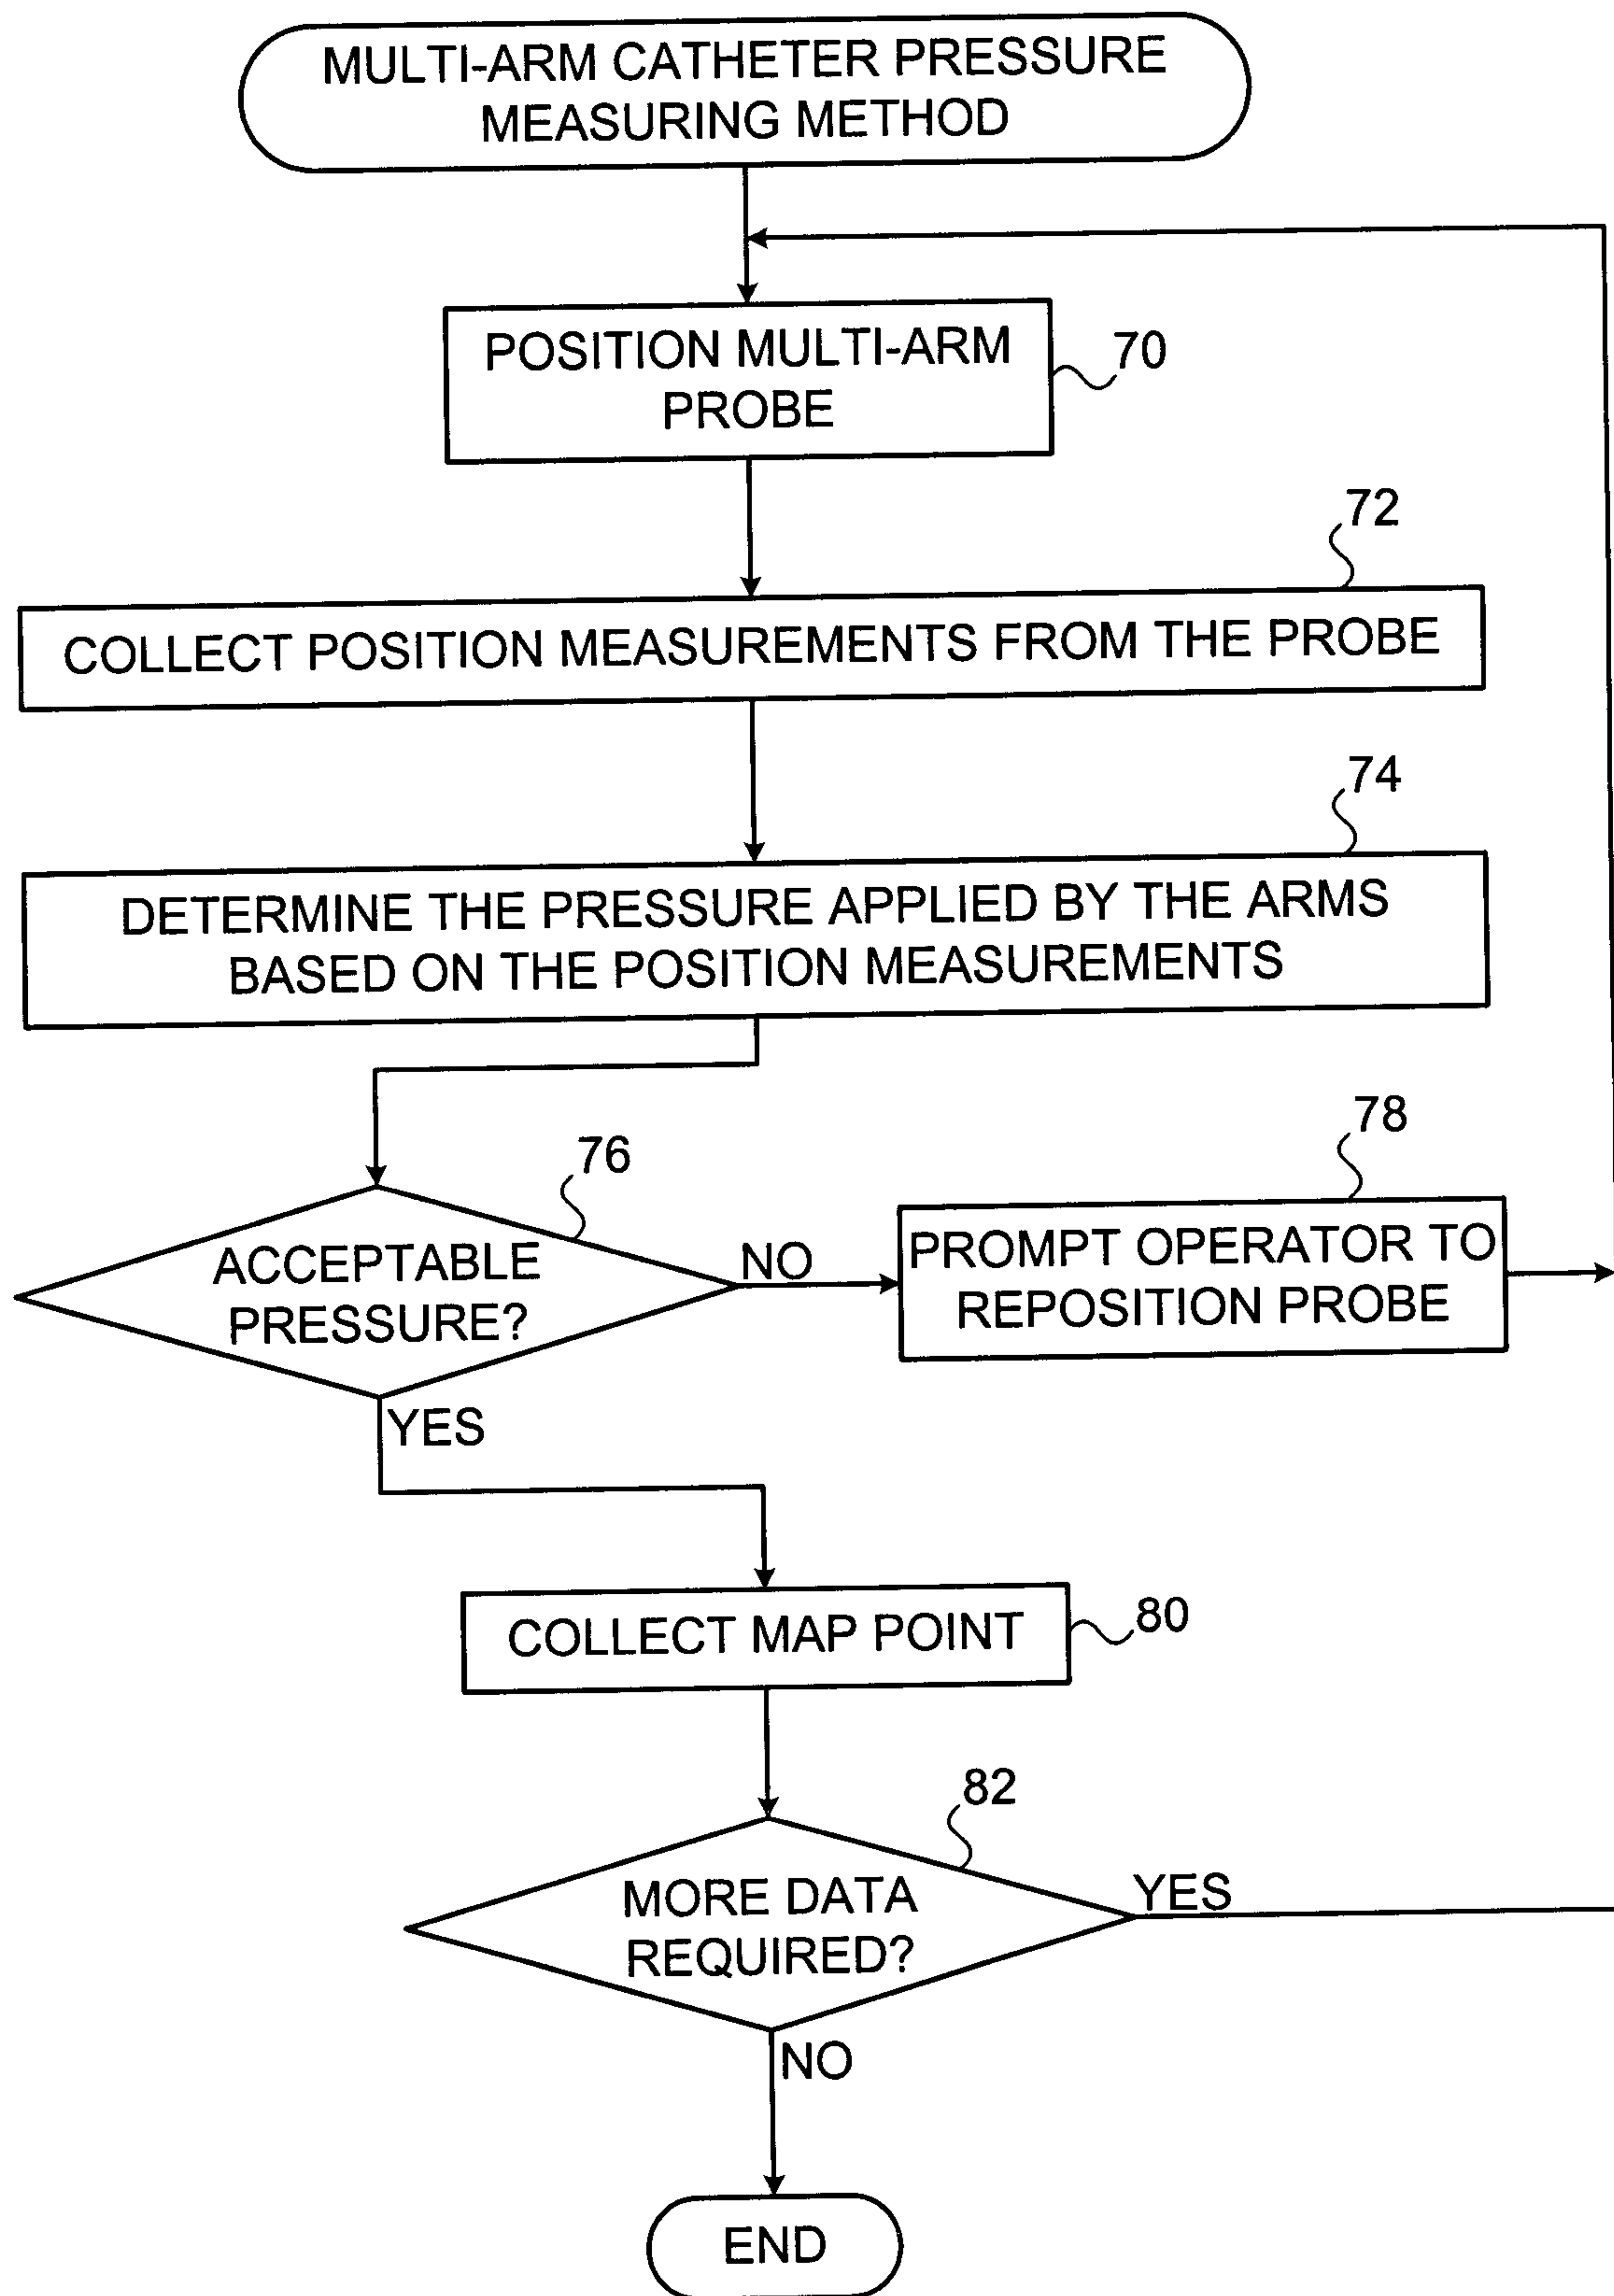 MULTI-ARM CATHETER PRESSURE
MEASURING METHOD
POSITION MULTI-ARM
PROBE
70
72
COLLECT POSITION MEASUREMENTS FROM THE PROBE
74
DETERMINE THE PRESSURE APPLIED BY THE ARMS
BASED ON THE POSITION MEASUREMENTS
76
ACCEPTABLE
PRESSURE?
NO
78
PROMPT OPERATOR TO
REPOSITION PROBE
YES
COLLECT MAP POINT
80
82
MORE DATA
REQUIRED?
YES
NO
END